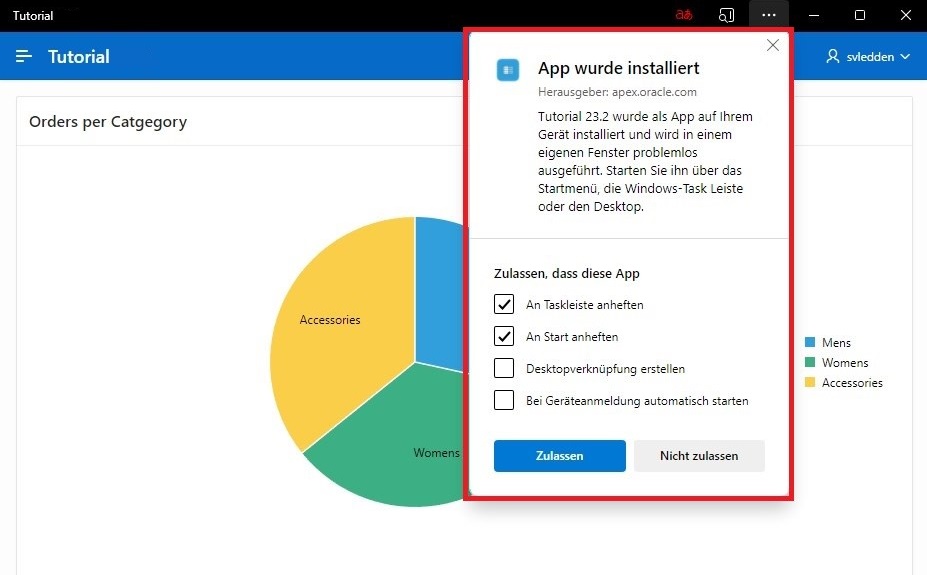 Tutorial
aあ
Tutorial
svledden
Orders per Catgegory
Accessories
Womens
Mens
Womens
Accessories
App wurde installiert
Herausgeber: apex.oracle.com
Tutorial 23.2 wurde als App auf Ihrem
Gerät installiert und wird in einem
eigenen Fenster problemlos
ausgeführt. Starten Sie ihn über das
Startmenü, die Windows-Task Leiste
oder den Desktop.
Zulassen, dass diese App
An Taskleiste anheften
An Start anheften
Desktopverknüpfung erstellen
Bei Geräteanmeldung automatisch starten
Zulassen
Nicht zulassen